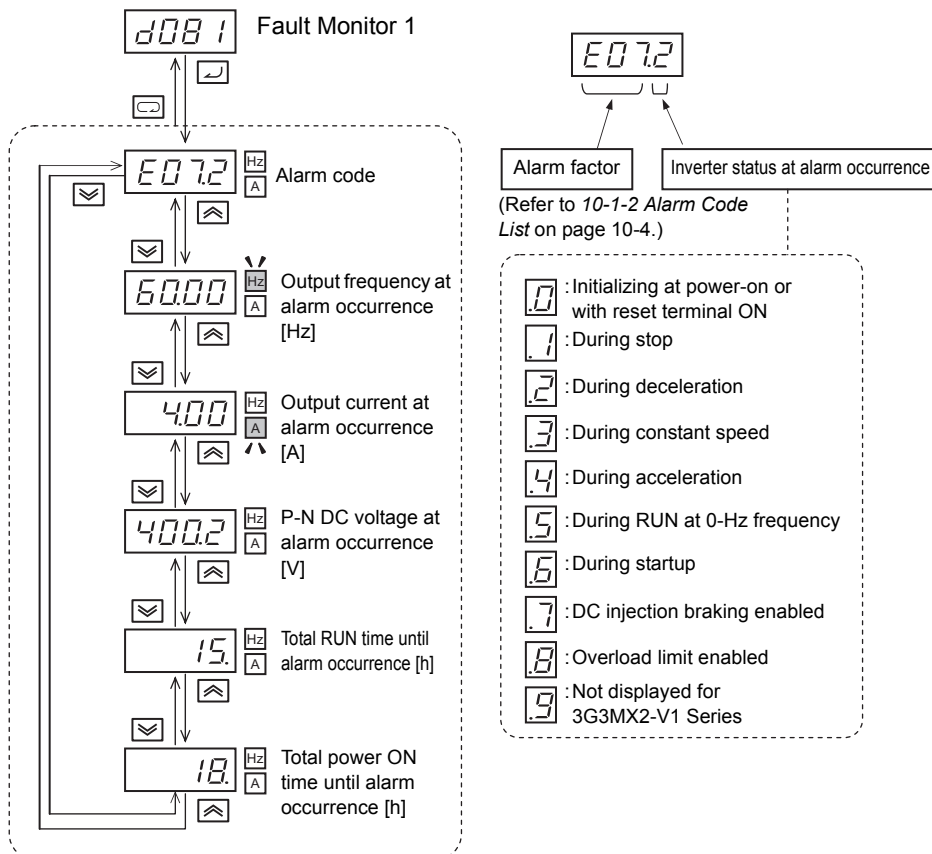 d081
Fault Monitor 1
E07.2
Hz
A
Alarm code
60.00
Hz
A
Output frequency at
alarm occurrence
[Hz]
4.00
Hz
A
Output current at
alarm occurrence
[A]
400.2
Hz
A
P-N DC voltage at
alarm occurrence
[V]
15.
Hz
A
Total RUN time until
alarm occurrence [h]
18.
Hz
A
Total power ON
time until alarm
occurrence [h]
E07.2
Alarm factor
Inverter status at alarm occurrence
(Refer to 10-1-2 Alarm Code
List on page 10-4.)
.0 : Initializing at power-on or
with reset terminal ON
.1 : During stop
.2 : During deceleration
.3 : During constant speed
.4 : During acceleration
.5 : During RUN at 0-Hz frequency
.6 : During startup
.7 : DC injection braking enabled
.8 : Overload limit enabled
.9 : Not displayed for
3G3MX2-V1 Series